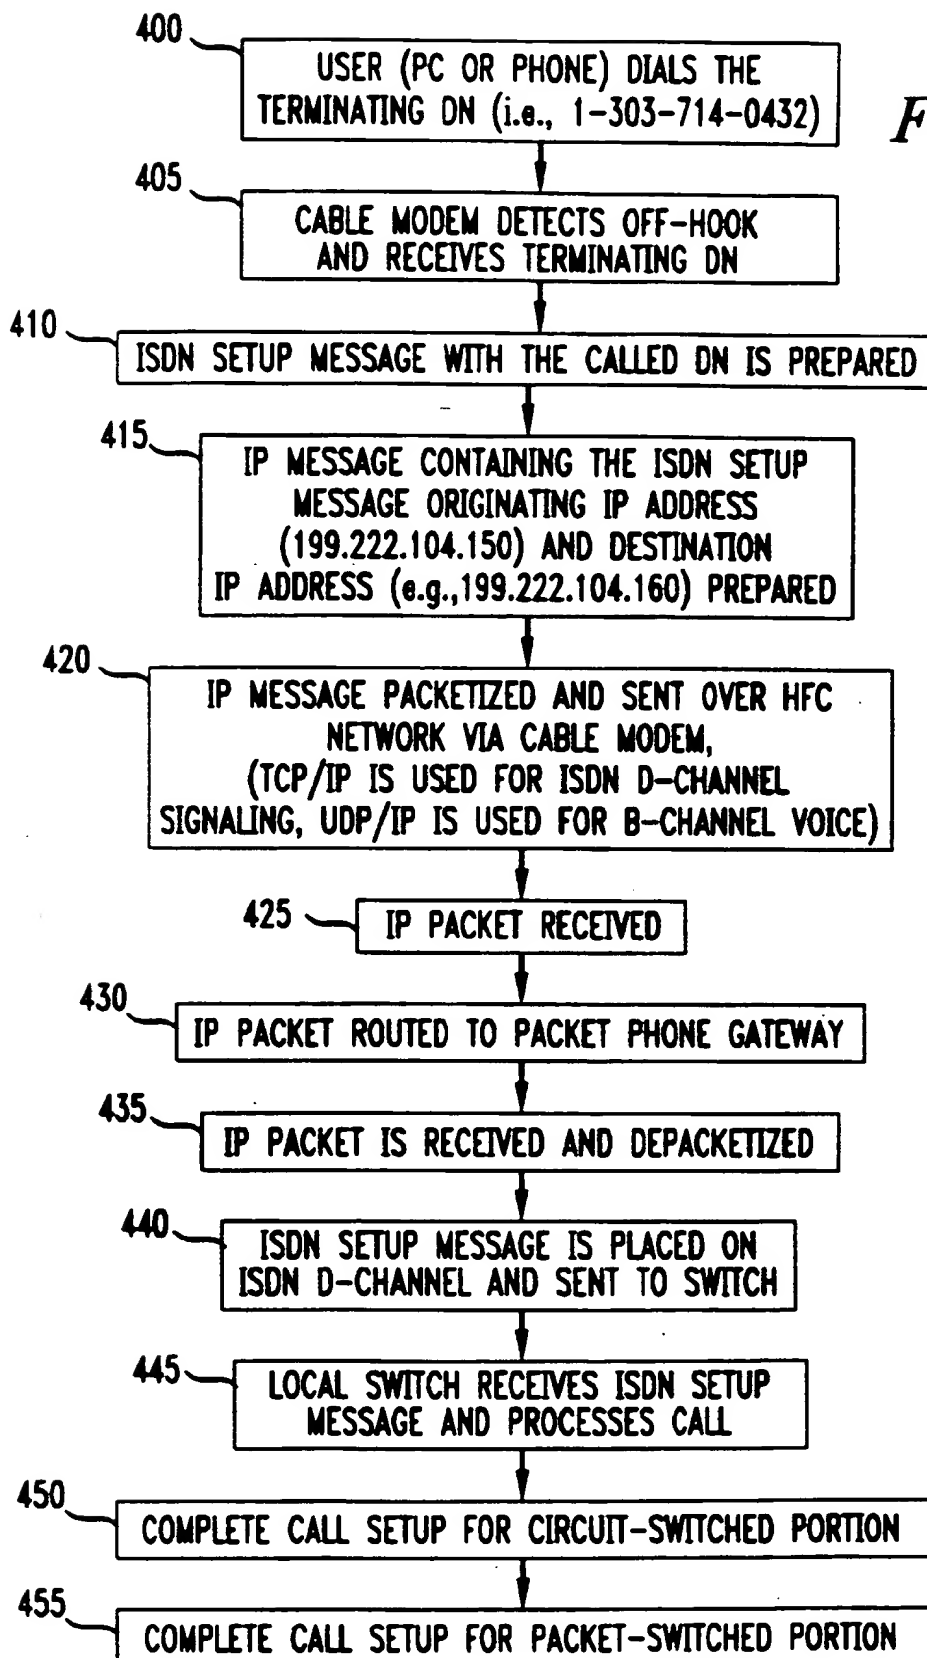 400
USER (PC OR PHONE) DIALS THE
TERMINATING DN (i.e., 1-303-714-0432)
F
405
CABLE MODEM DETECTS OFF-HOOK
AND RECEIVES TERMINATING DN
410
ISDN SETUP MESSAGE WITH THE CALLED DN IS PREPARED
415
IP MESSAGE CONTAINING THE ISDN SETUP
MESSAGE ORIGINATING IP ADDRESS
(199.222.104.150) AND DESTINATION
IP ADDRESS (e.g.,199.222.104.160) PREPARED
420
IP MESSAGE PACKETIZED AND SENT OVER HFC
NETWORK VIA CABLE MODEM,
(TCP/IP IS USED FOR ISDN D-CHANNEL
SIGNALING, UDP/IP IS USED FOR B-CHANNEL VOICE)
425
IP PACKET RECEIVED
430
IP PACKET ROUTED TO PACKET PHONE GATEWAY
435
IP PACKET IS RECEIVED AND DEPACKETIZED
440
ISDN SETUP MESSAGE IS PLACED ON
ISDN D-CHANNEL AND SENT TO SWITCH
445
LOCAL SWITCH RECEIVES ISDN SETUP
MESSAGE AND PROCESSES CALL
450
COMPLETE CALL SETUP FOR CIRCUIT-SWITCHED PORTION
455
COMPLETE CALL SETUP FOR PACKET-SWITCHED PORTION